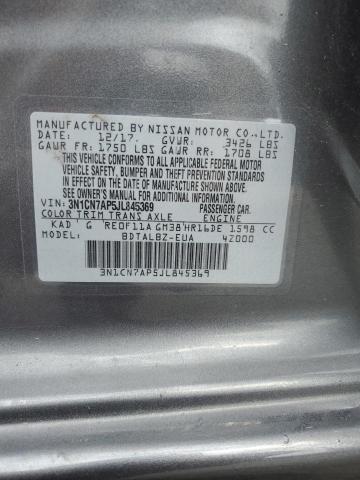 MANUFACTURED BY NISSAN MOTOR CO.,LTD.
DATE: 12/17. GVWR: 3426 LBS
GAWR FR: 1750 LBS GAWR RR: 1708 LBS
THIS VEHICLE CONFORMS TO ALL APPLICABLE FEDERAL MOTOR
VEHICLE SAFETY, BUMPER AND THEFT PREVENTION STANDARDS
IN EFFECT ON THE DATE OF MANUFACTURE SHOWN ABOVE.
SEE OWNER'S MANUAL FOR ADDITIONAL INFORMATION
VIN: 3N1CN7AP5JL845369 PASSENGER CAR.
COLOR TRIM TRANS AXLE ENGINE
KAD G RE0F11A GM38 HR16DE 1598 CC
BDTALBZ-EUA 4Z000
3N1CN7AP5JL845369